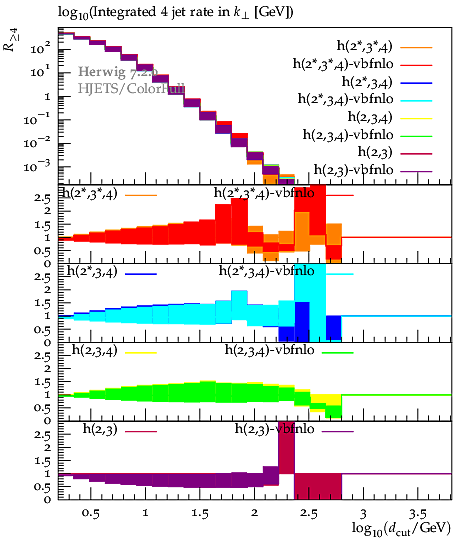 log10(Integrated 4 jet rate in k⊥ [GeV])
R≥4
10^2
10^1
1
10^−1
10^−2
10^−3
HJETS/ColorFull
h(2*,3*,4)
h(2*,3*,4)-vbfnlo
h(2*,3,4)
h(2*,3,4)-vbfnlo
h(2,3,4)
h(2,3,4)-vbfnlo
h(2,3)
h(2,3)-vbfnlo
h(2*,3*,4) h(2*,3*,4)-vbfnlo
2.5
2
1.5
1
0.5
0
h(2*,3,4) h(2*,3,4)-vbfnlo
2.5
2
1.5
1
0.5
0
h(2,3,4) h(2,3,4)-vbfnlo
2.5
2
1.5
1
0.5
0
h(2,3) h(2,3)-vbfnlo
2.5
2
1.5
1
0.5
0
0.5 1 1.5 2 2.5 3 3.5
log10(dcut/GeV)